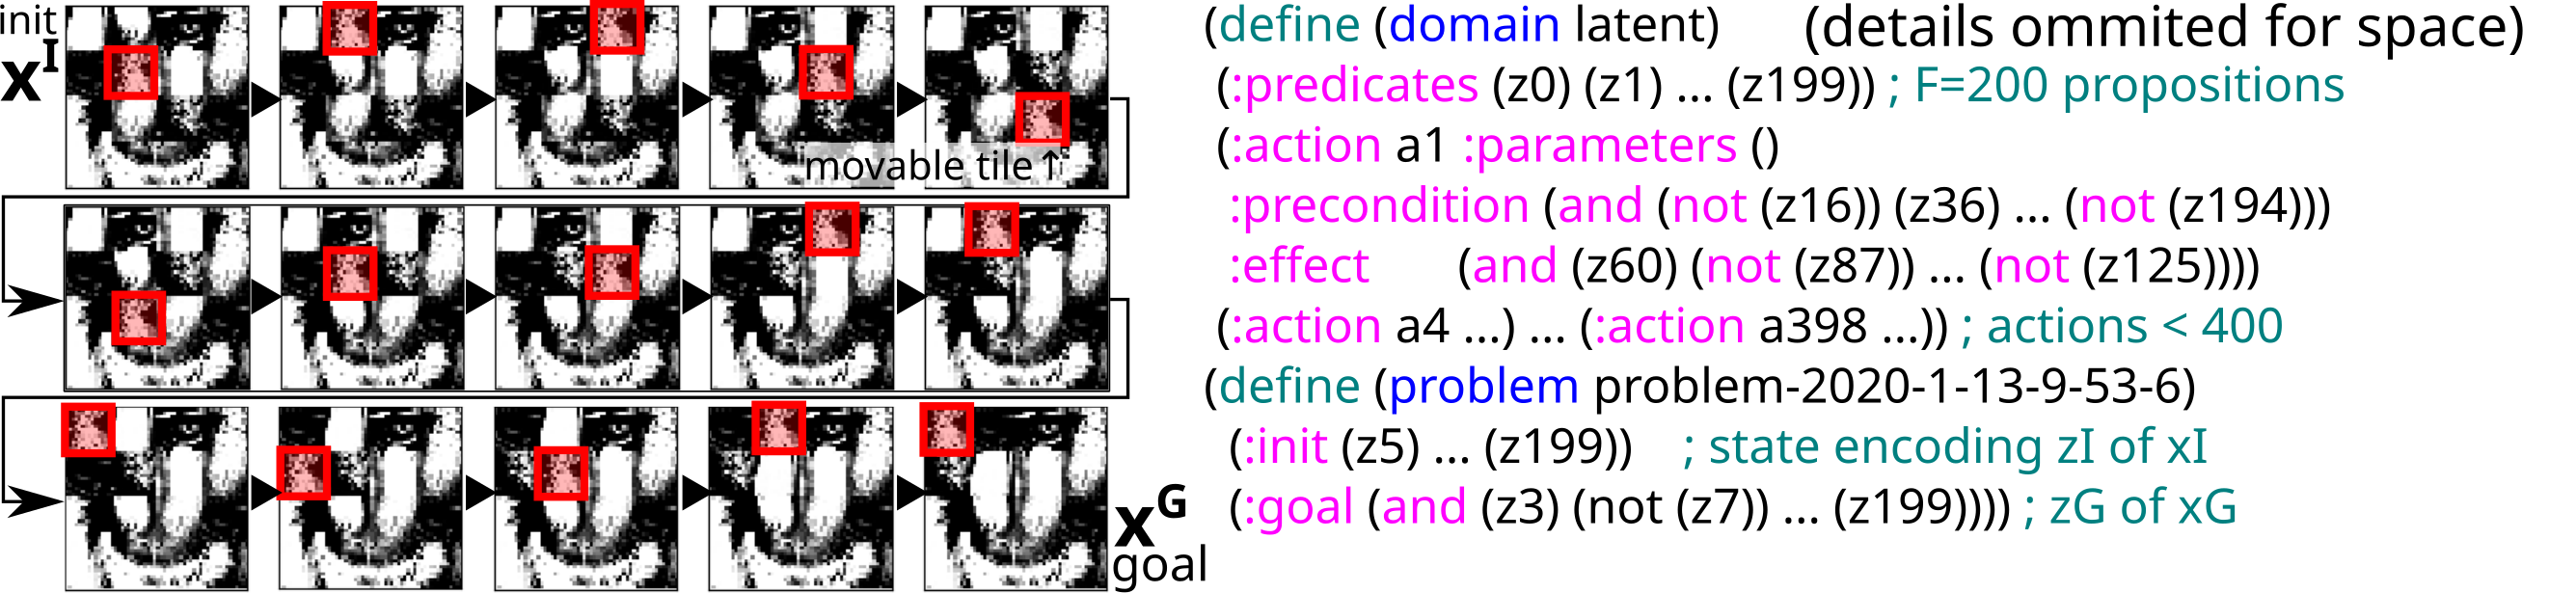 init
xI
movable tile↑
xG
goal
(define (domain latent) (details ommited for space)
(:predicates (z0) (z1) ... (z199)) ; F=200 propositions
(:action a1 :parameters ()
:precondition (and (not (z16)) (z36) ... (not (z194)))
:effect (and (z60) (not (z87)) ... (not (z125))))
(:action a4 ...) ... (:action a398 ...)) ; actions < 400
(define (problem problem-2020-1-13-9-53-6)
(:init (z5) ... (z199)) ; state encoding zI of xI
(:goal (and (z3) (not (z7)) ... (z199)))) ; zG of xG